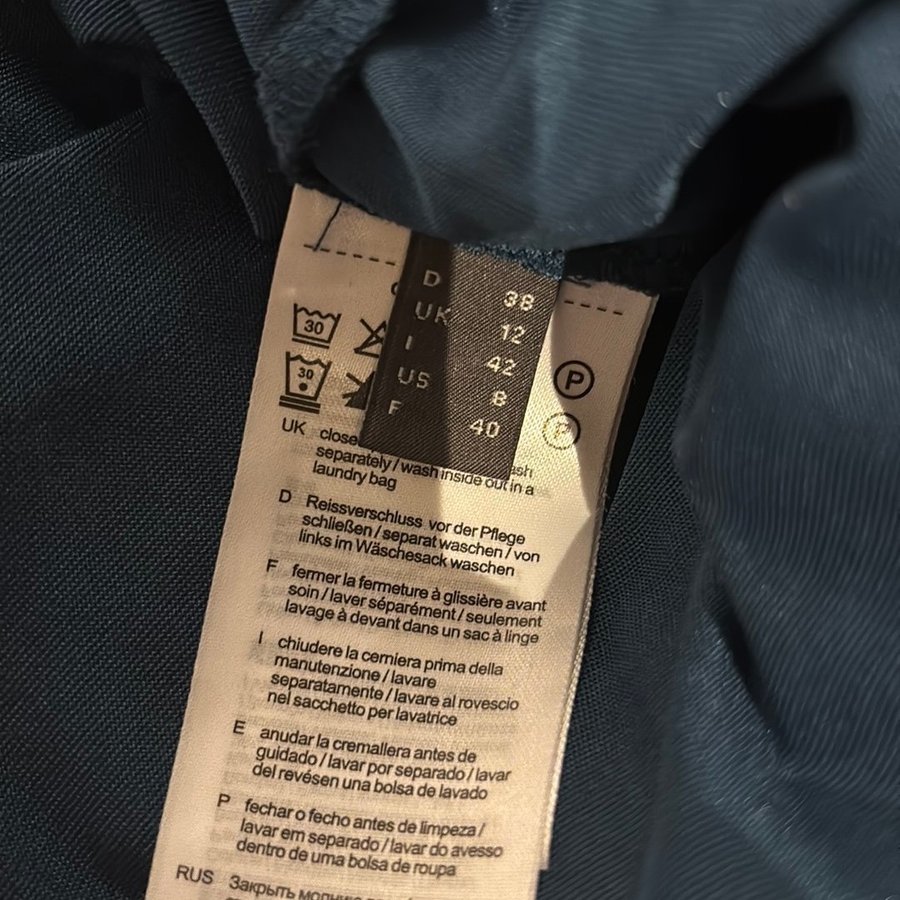 D 38
UK 12
I 42
US 8
F 40
30
30
P
P
UK close
separately / wash inside out in a
laundry bag
D Reissverschluss vor der Pflege
schließen / separat waschen / von
links im Wäschesack waschen
F fermer la fermeture à glissière avant
soin / laver séparément / seulement
lavage à devant dans un sac à linge
I chiudere la cerniera prima della
manutenzione / lavare
separatamente / lavare al rovescio
nel sacchetto per lavatrice
E anudar la cremallera antes de
guidado / lavar por separado / lavar
del revésen una bolsa de lavado
P fechar o fecho antes de limpeza /
lavar em separado / lavar do avesso
dentro de uma bolsa de roupa
RUS Закрыть